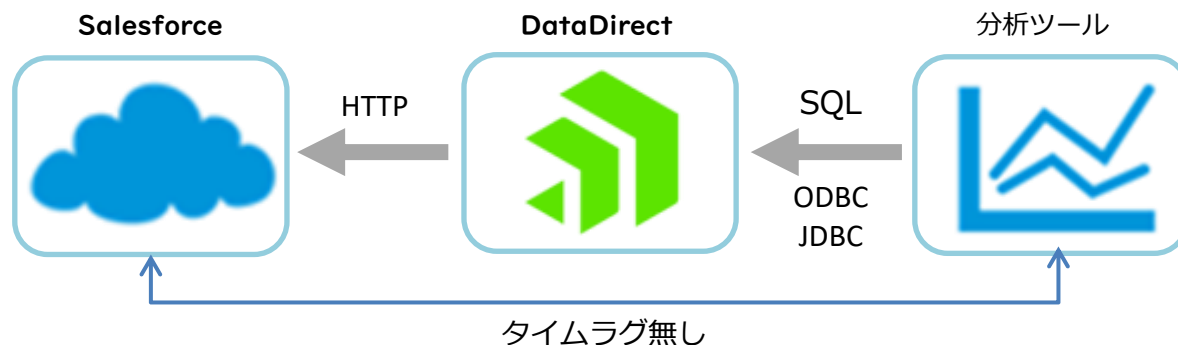 Salesforce
DataDirect
分析ツール
HTTP
SQL
ODBC
JDBC
タイムラグ無し